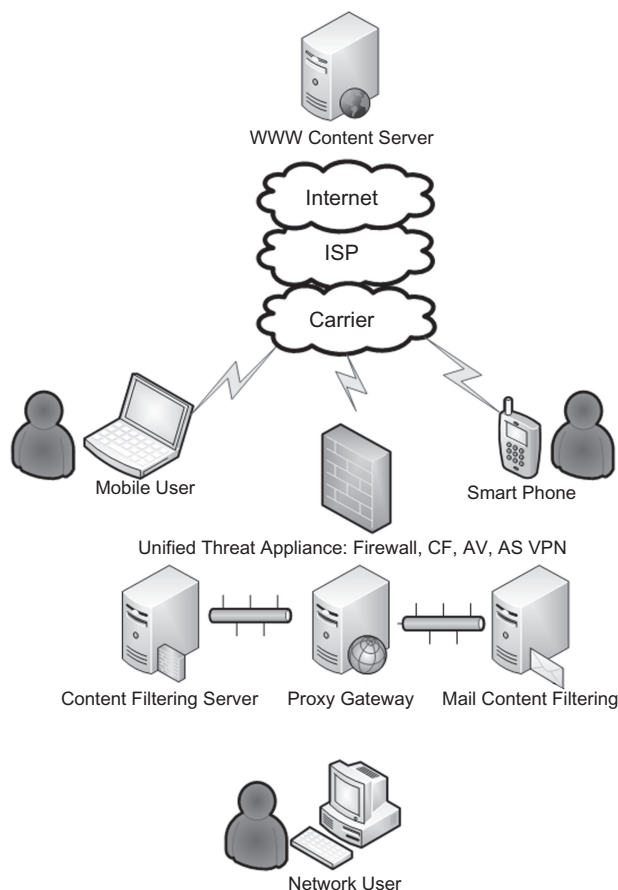 WWW Content Server
Internet
ISP
Carrier
Mobile User
Smart Phone
Unified Threat Appliance: Firewall, CF, AV, AS VPN
Content Filtering Server
Proxy Gateway
Mail Content Filtering
Network User